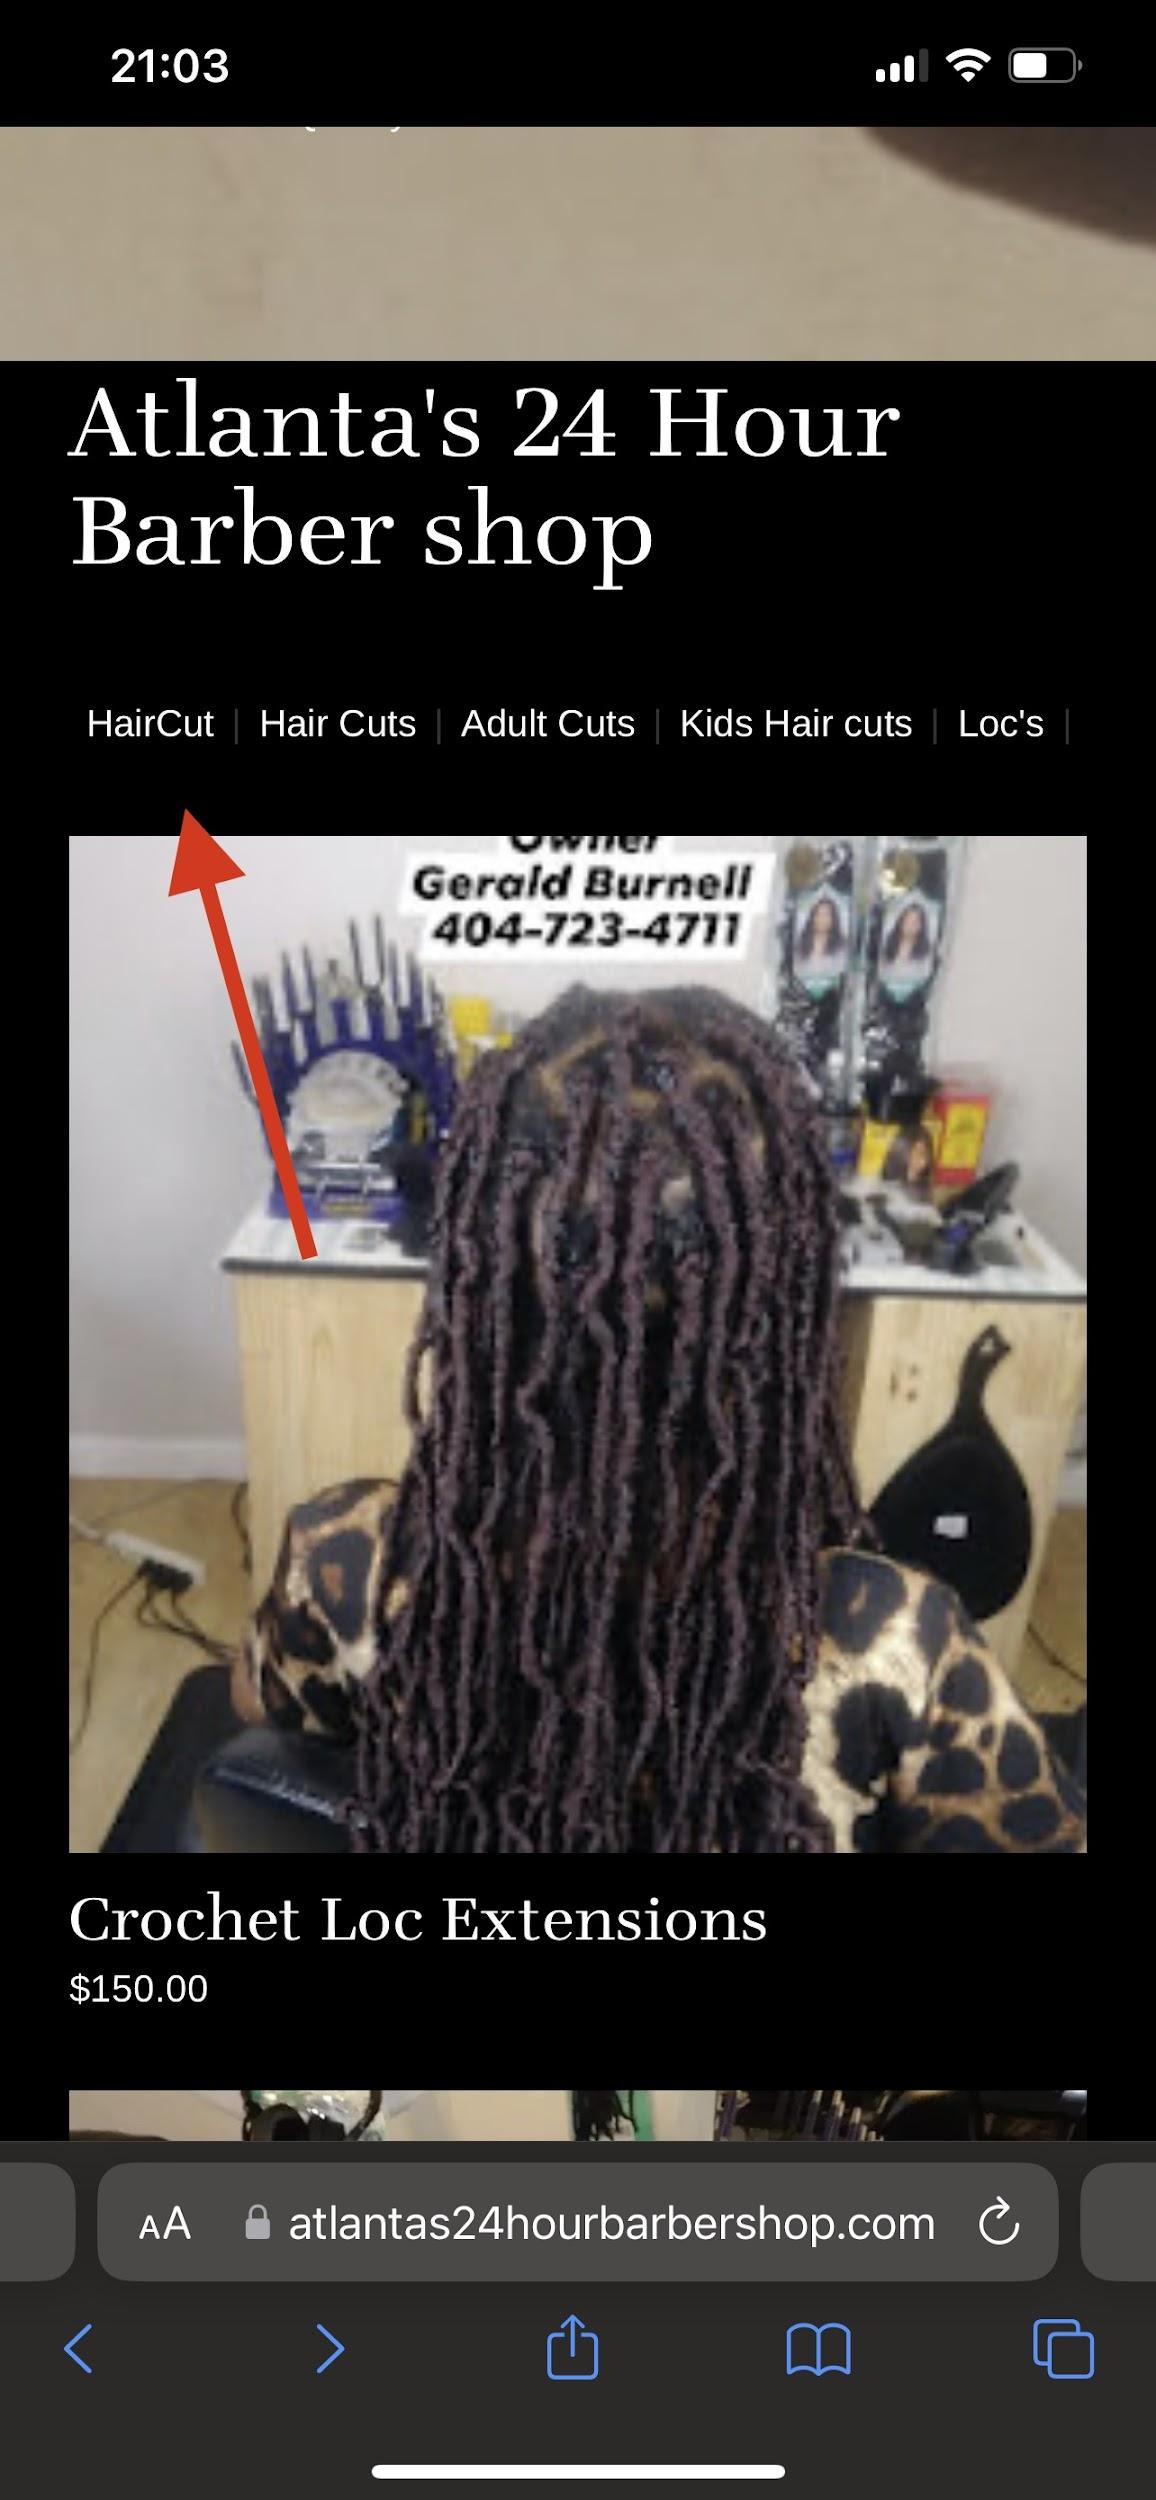 21:03
Atlanta's 24 Hour
Barber shop
HairCut | Hair Cuts | Adult Cuts | Kids Hair cuts | Loc's |
Owner
Gerald Burnell
404-723-4711
Crochet Loc Extensions
$150.00
AA atlantas24hourbarbershop.com